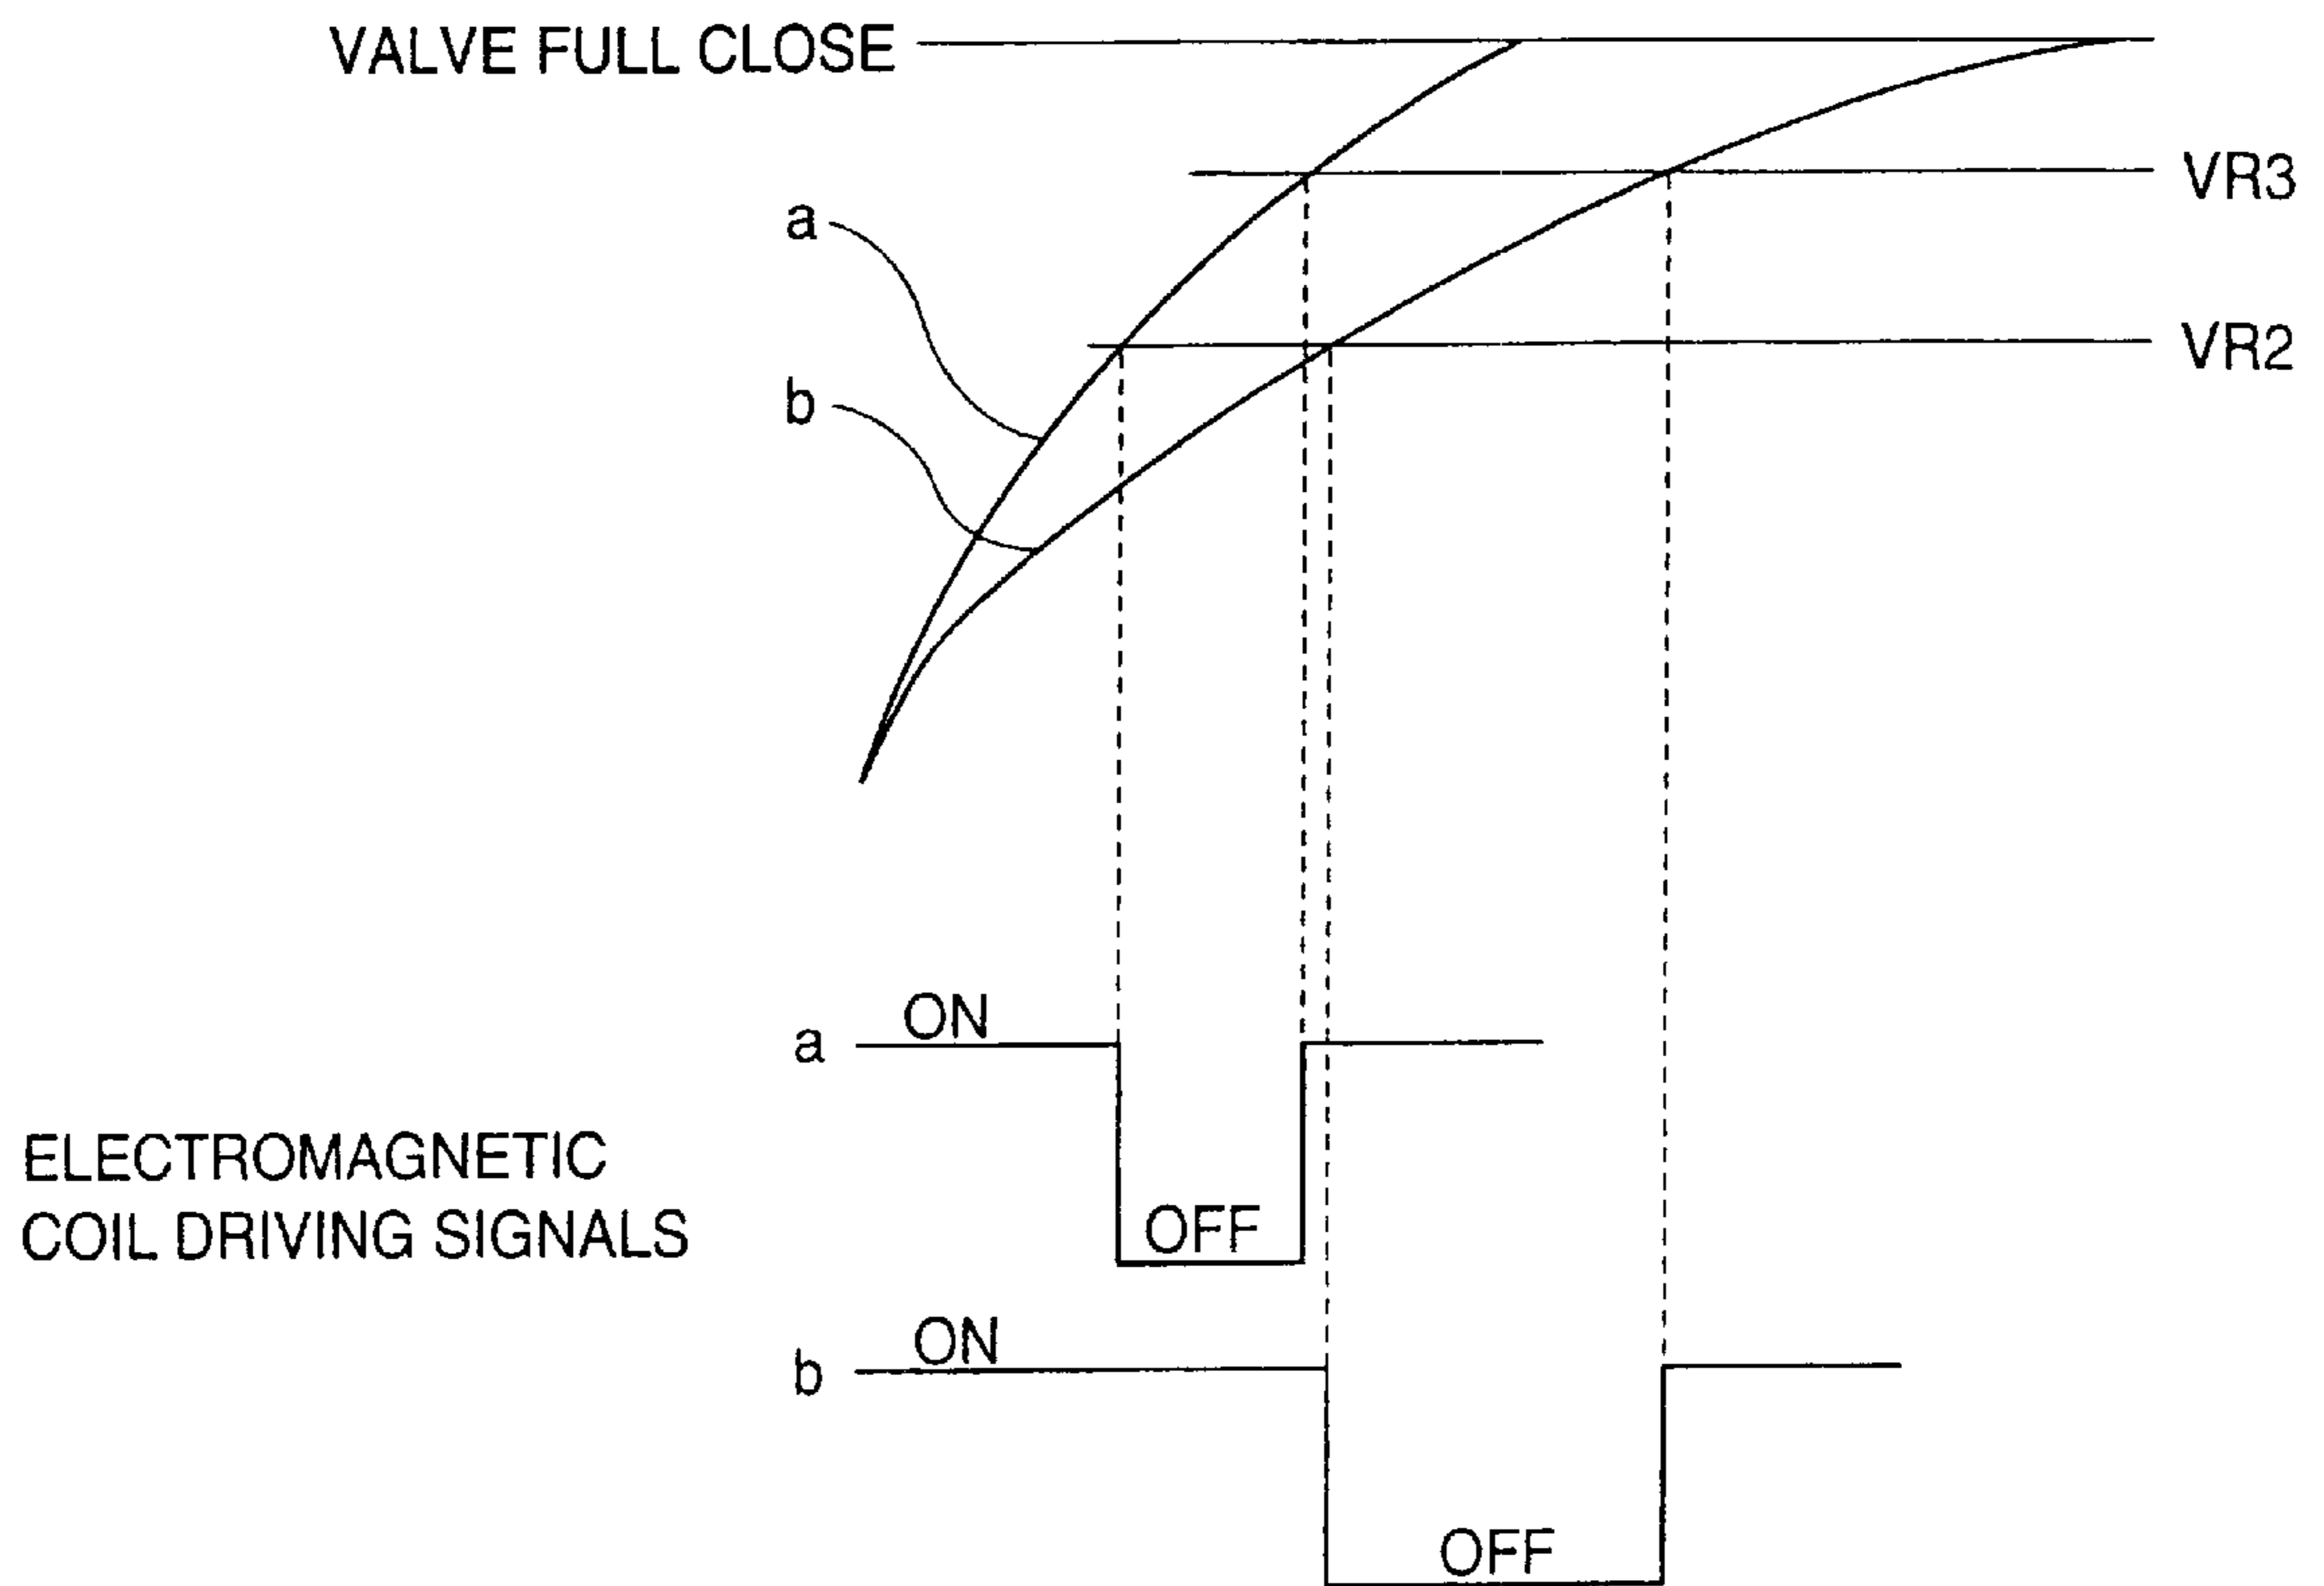 VALVE FULL CLOSE
VR3
a
VR2
b
ON
a
ELECTROMAGNETIC
COIL DRIVING SIGNALS
OFF
ON
b
OFF